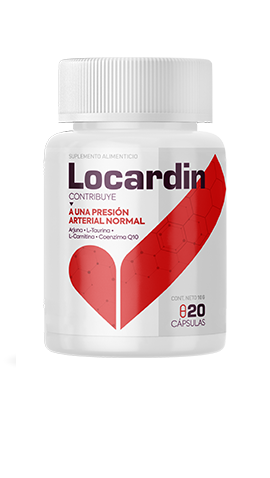 SUPLEMENTO ALIMENTICIO
Locardin
CONTRIBUYE
A UNA PRESIÓN
ARTERIAL NORMAL
Arjuna • L-Taurina •
L-Carnitina • Coenzima Q10
CONT. NETO
20
CÁPSULAS